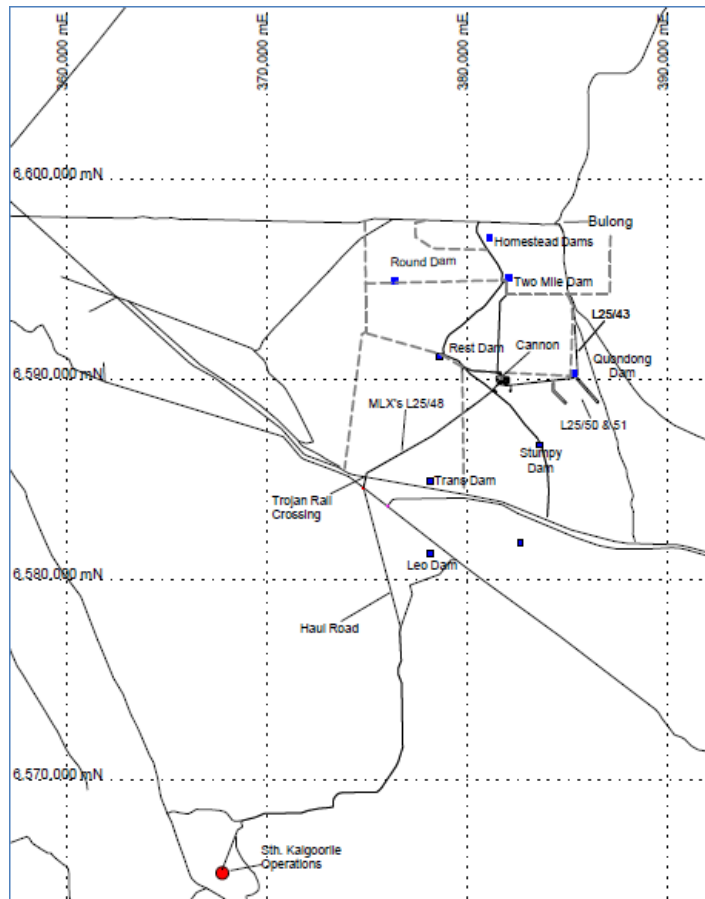 360,000 mE
370,000 mE
380,000 mE
390,000 mE
6,600,000 mN
Bulong
Homestead Dams
Round Dam
Two Mile Dam
L25/43
Rest Dam
Cannon
Quondong
Dam
6,590,000 mN
MLX's L25/48
L25/50 & 51
Stumpy
Dam
Trans Dam
Trojan Rail
Crossing
6,580,000 mN
Leo Dam
Haul Road
6,570,000 mN
Sth. Kalgoorlie
Operations